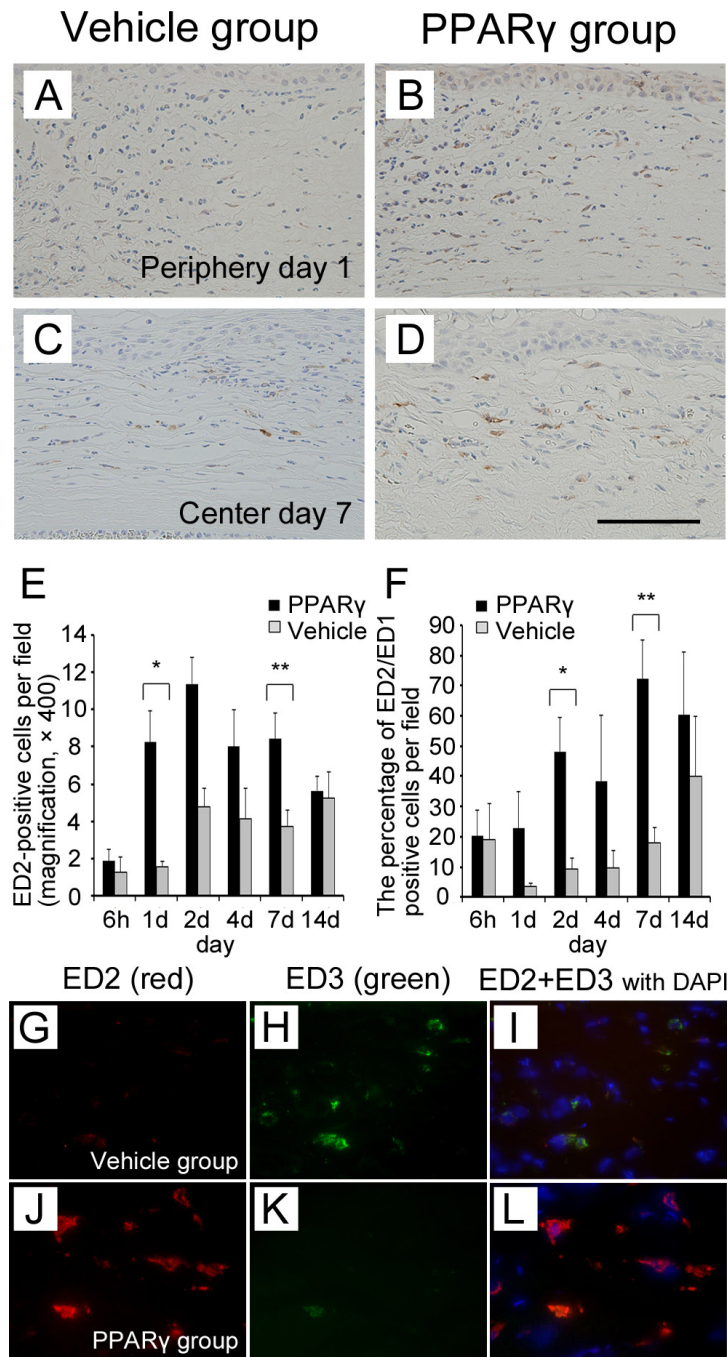 Vehicle group PPARγ group
A B
Periphery day 1
C D
Center day 7
E F
PPARγ
Vehicle
PPARγ
Vehicle
ED2-positive cells per field
(magnification, × 400)
14
12
10
8
6
4
2
0
* **
6h 1d 2d 4d 7d 14d
day
The percentage of ED2/ED1
positive cells per field
90
80
70
60
50
40
30
20
10
0
* **
6h 1d 2d 4d 7d 14d
day
ED2 (red) ED3 (green) ED2+ED3 with DAPI
G H I
Vehicle group
J K L
PPARγ group